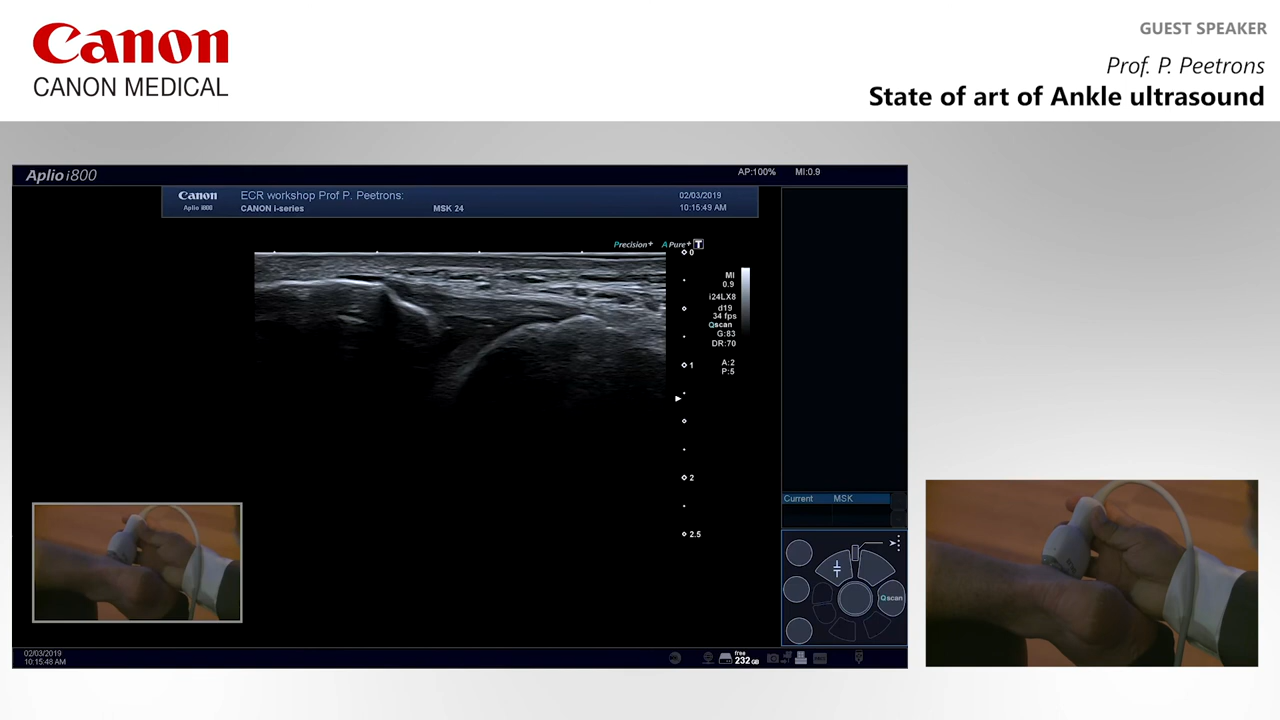 Canon
CANON MEDICAL
GUEST SPEAKER
Prof. P. Peetrons
State of art of Ankle ultrasound
Aplio i800
AP:100% MI:0.9
Canon
Aplio i800
ECR workshop Prof P. Peetrons:
CANON i-series
MSK 24
02/03/2019
10:15:49 AM
Precision+ APure+ T
0
MI
0.9
i24LX8
d19
34 fps
Qscan
G:83
DR:70
1
A:2
P:5
2
2.5
Current MSK
Qscan
02/03/2019
10:15:48 AM
free
232GB